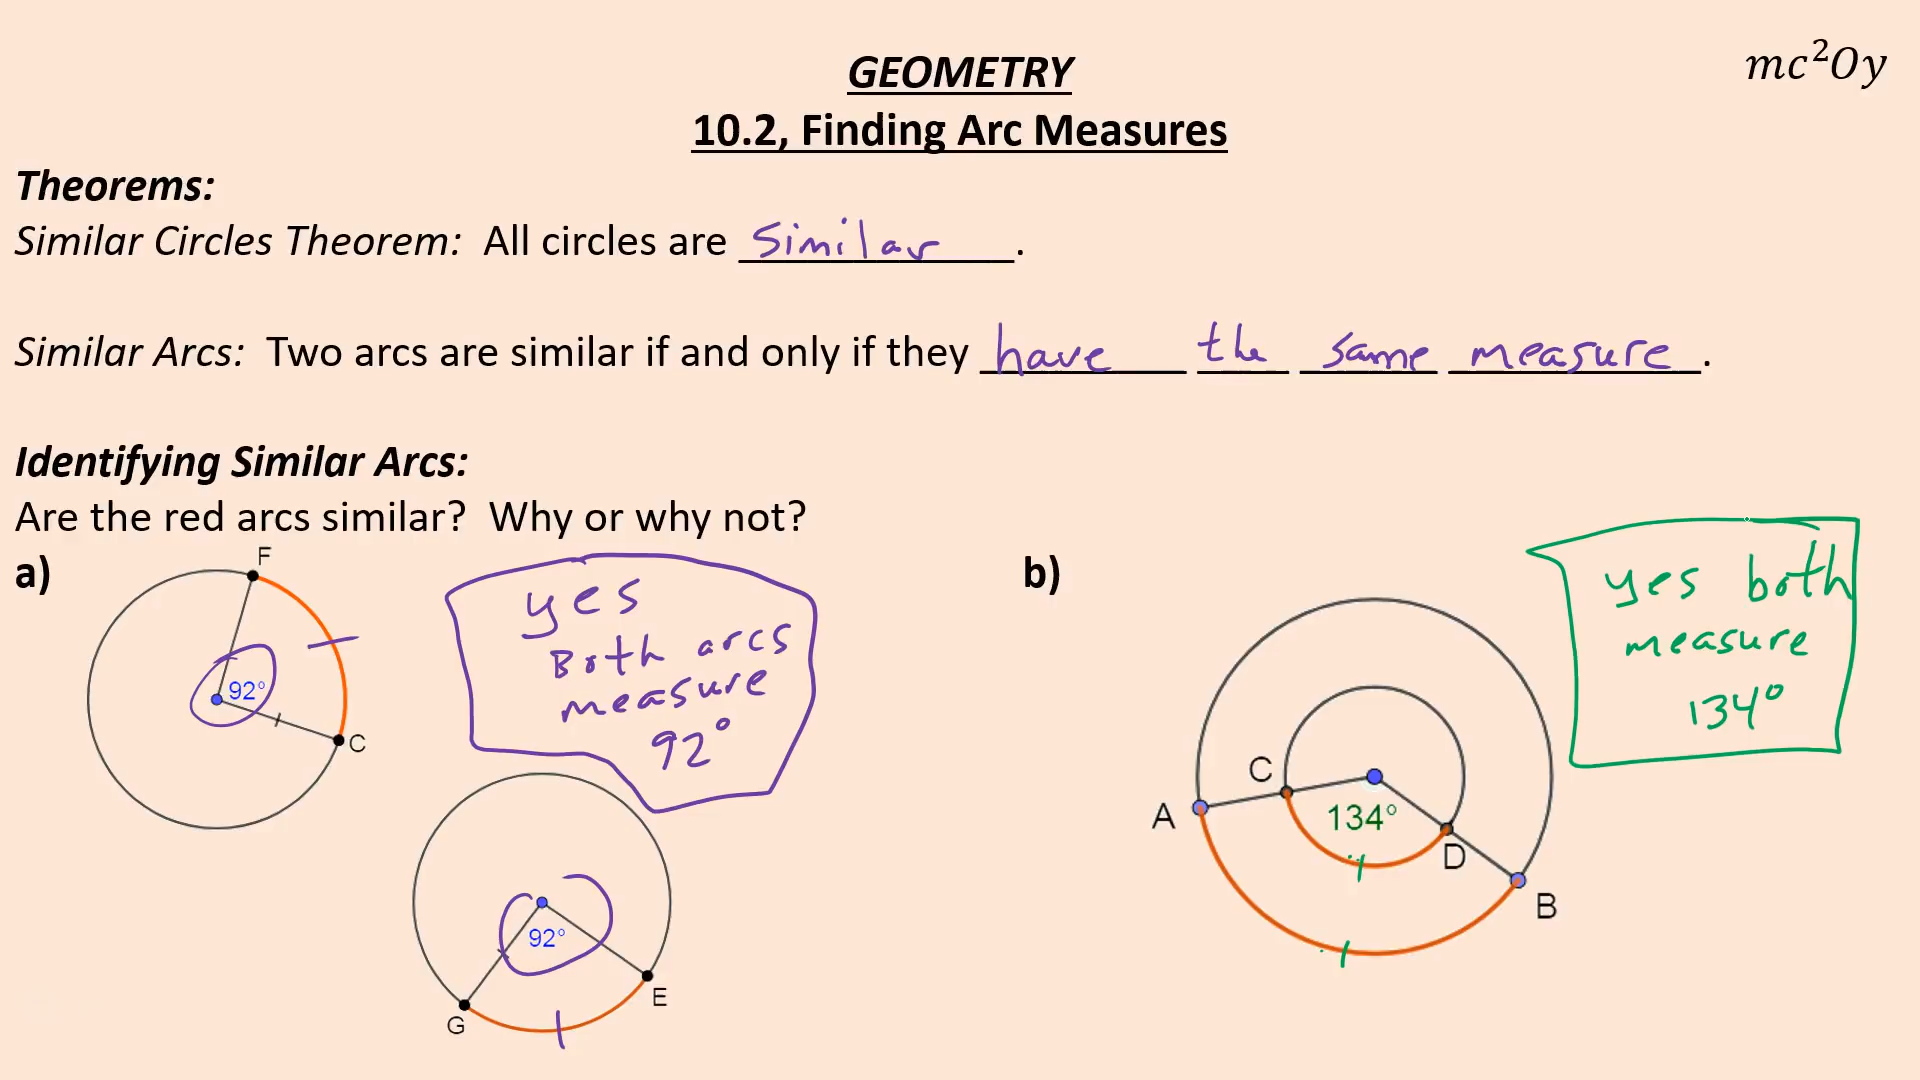 GEOMETRY
mc²Oy
10.2, Finding Arc Measures
Theorems:
Similar Circles Theorem: All circles are similar.
Similar Arcs: Two arcs are similar if and only if they have the same measure.
Identifying Similar Arcs:
Are the red arcs similar? Why or why not?
a)
F
92°
C
yes
Both arcs
measure
92°
92°
G
E
b)
yes both
measure
134°
C
A
134°
D
B